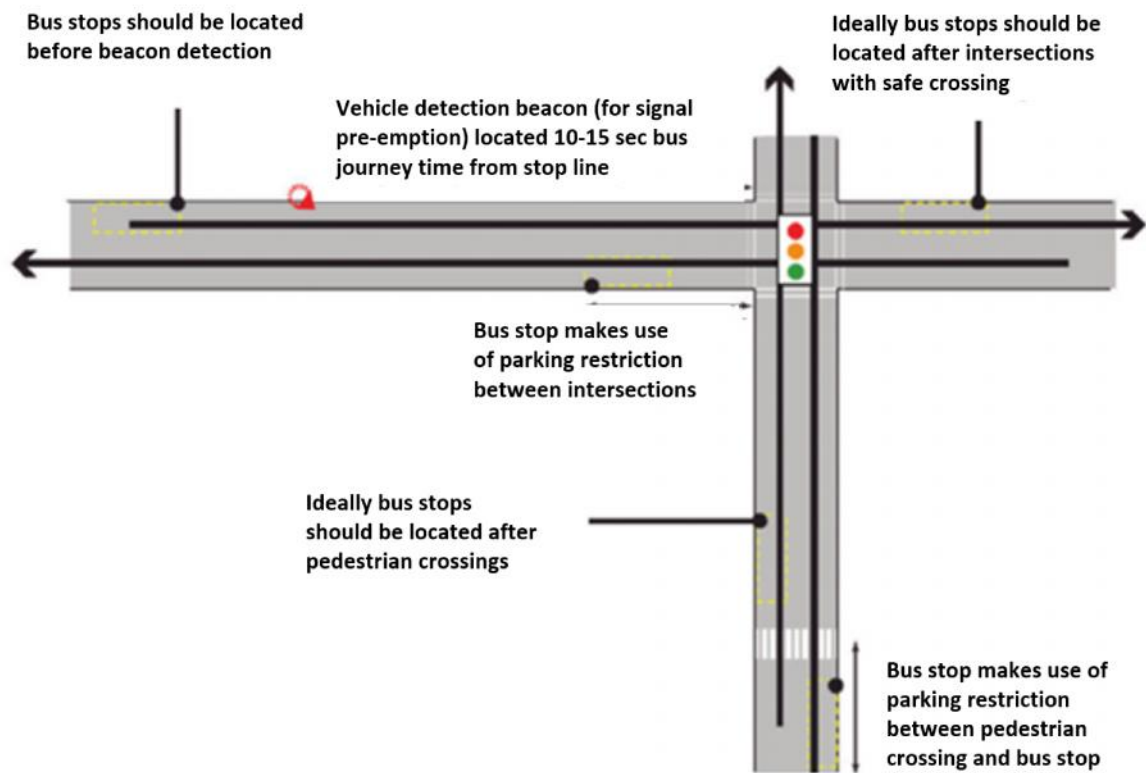 Bus stops should be located
before beacon detection
Ideally bus stops should be
located after intersections
with safe crossing
Vehicle detection beacon (for signal
pre-emption) located 10-15 sec bus
journey time from stop line
Bus stop makes use
of parking restriction
between intersections
Ideally bus stops
should be located after
pedestrian crossings
Bus stop makes use of
parking restriction
between pedestrian
crossing and bus stop